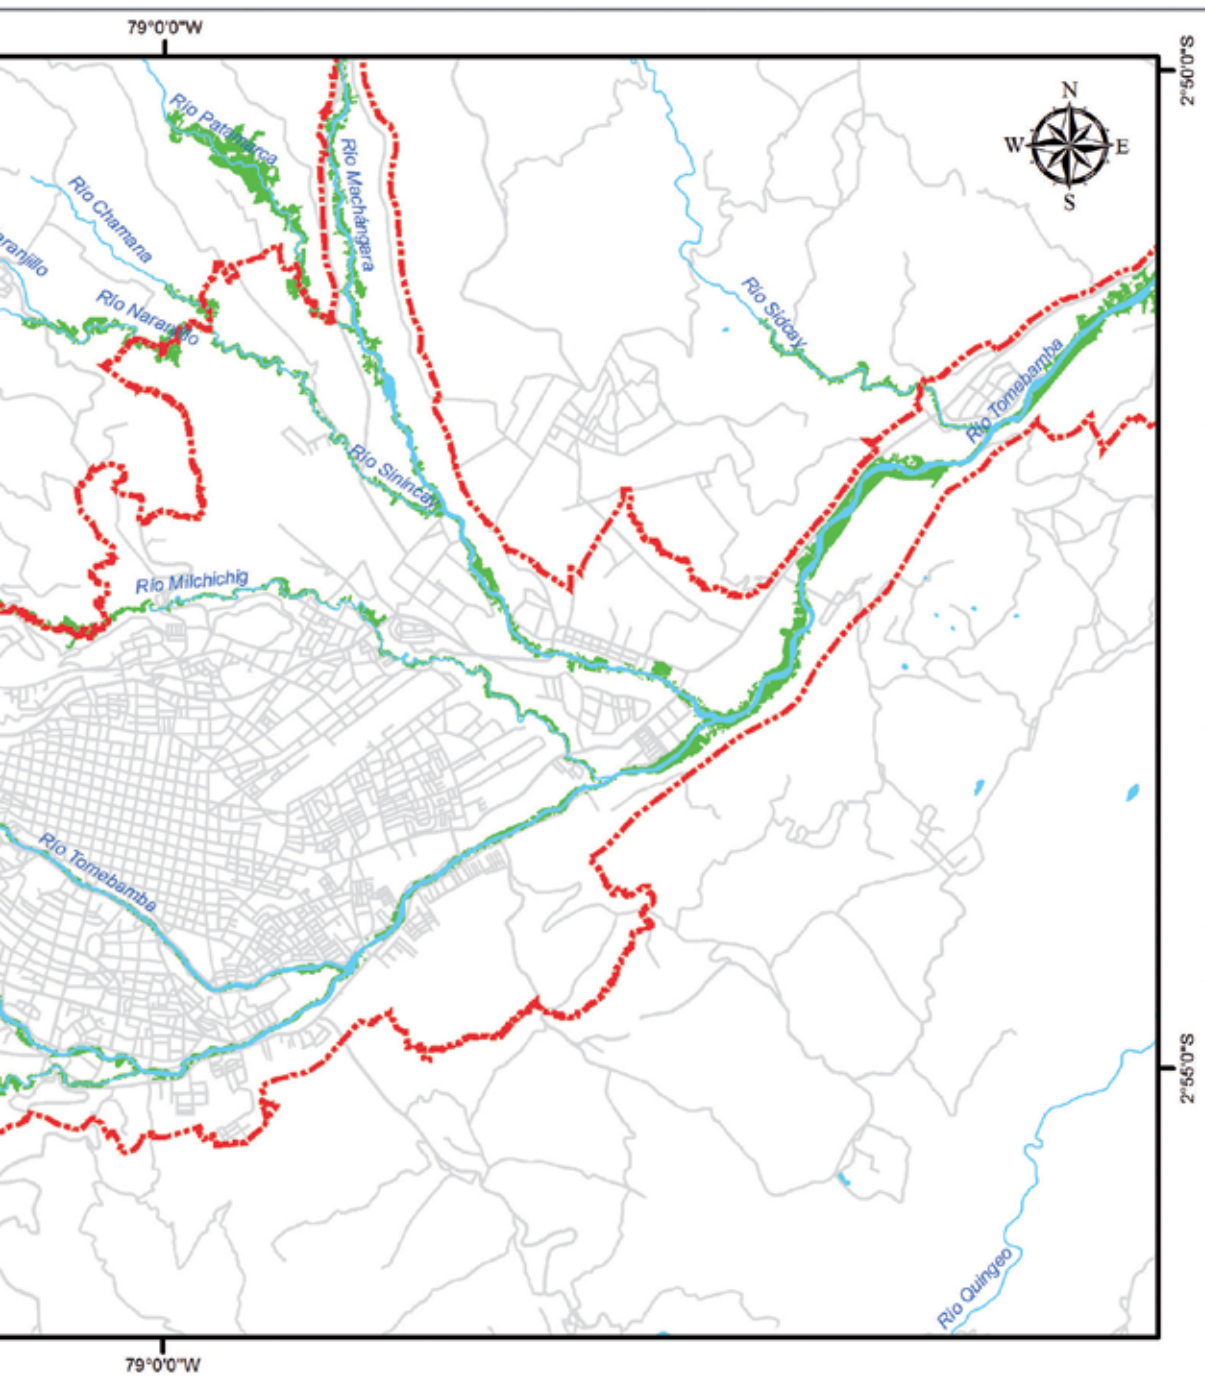 79°0'0"W
2°50'0"S
N
W
E
S
Río Patamarca
Río Machángara
Río Chamana
aranjillo
Río Naranjillo
Río Sidcay
Río Tomebamba
Río Sinincay
Río Milchichig
Río Tomebamba
2°55'0"S
Río Quingeo
79°0'0"W